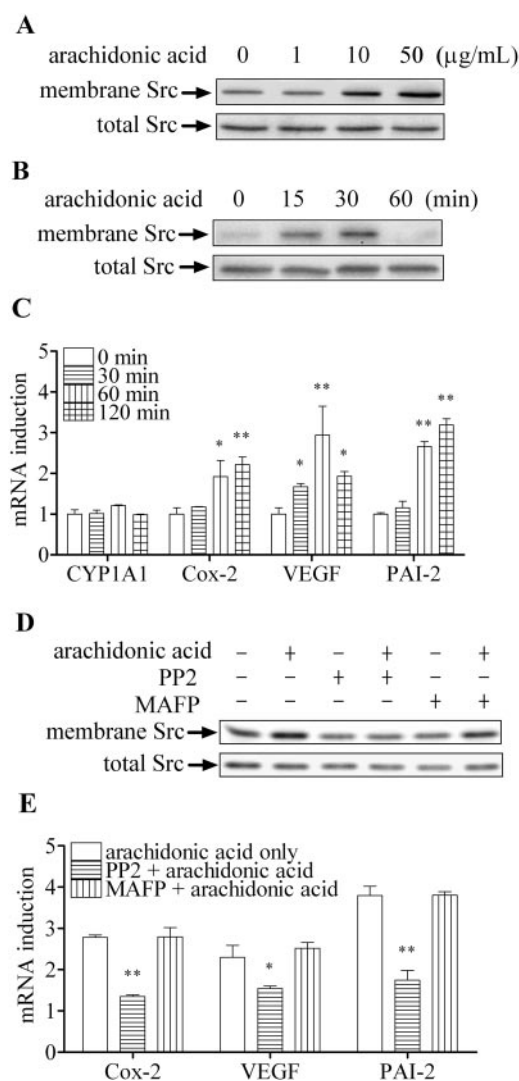 A
arachidonic acid 0 1 10 50 (μg/mL)
membrane Src
total Src
B
arachidonic acid 0 15 30 60 (min)
membrane Src
total Src
C
mRNA induction
5
4
3
2
1
0
0 min
30 min
60 min
120 min
* ** * ** * ** **
CYP1A1 Cox-2 VEGF PAI-2
D
arachidonic acid − + − + − +
PP2 − − + + − −
MAFP − − − − + +
membrane Src
total Src
E
mRNA induction
5
4
3
2
1
0
arachidonic acid only
PP2 + arachidonic acid
MAFP + arachidonic acid
** * **
Cox-2 VEGF PAI-2